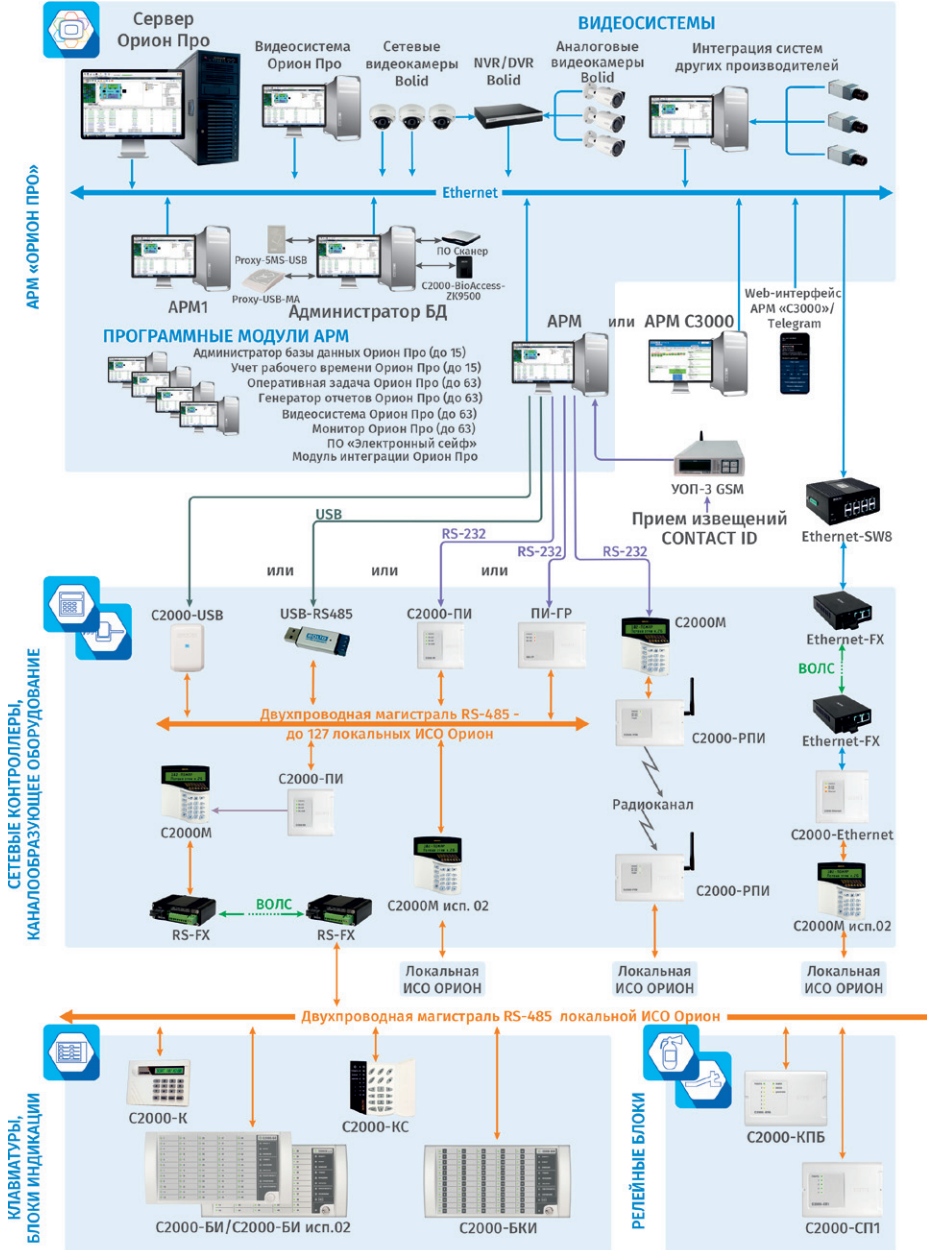 Сервер
Орион Про
ВИДЕОСИСТЕМЫ
Видеосистема
Орион Про
Сетевые
видеокамеры
Bolid
NVR/DVR
Bolid
Аналоговые
видеокамеры
Bolid
Интеграция систем
других производителей
АРМ «ОРИОН ПРО»
Ethernet
Proxy-5MS-USB
Proxy-USB-MA
ПО Сканер
С2000-BioAccess-
ZK9500
АРМ1
Администратор БД
Web-интерфейс
АРМ «С3000»/
Telegram
АРМ
или
АРМ С3000
ПРОГРАММНЫЕ МОДУЛИ АРМ
Администратор базы данных Орион Про (до 15)
Учет рабочего времени Орион Про (до 15)
Оперативная задача Орион Про (до 63)
Генератор отчетов Орион Про (до 63)
Видеосистема Орион Про (до 63)
Монитор Орион Про (до 63)
ПО «Электронный сейф»
Модуль интеграции Орион Про
УОП-3 GSM
Прием извещений
CONTACT ID
Ethernet-SW8
USB
RS-232
RS-232
RS-232
или
или
или
СЕТЕВЫЕ КОНТРОЛЛЕРЫ,
КАНАЛООБРАЗУЮЩЕЕ ОБОРУДОВАНИЕ
С2000-USB
USB-RS485
С2000-ПИ
ПИ-ГР
С2000М
Ethernet-FX
ВОЛС
Ethernet-FX
Двухпроводная магистраль RS-485 -
до 127 локальных ИСО Орион
С2000-РПИ
С2000-ПИ
С2000М
Радиоканал
С2000-Ethernet
С2000-РПИ
С2000М исп. 02
С2000М исп.02
ВОЛС
RS-FX
RS-FX
Локальная
ИСО ОРИОН
Локальная
ИСО ОРИОН
Локальная
ИСО ОРИОН
Двухпроводная магистраль RS-485 локальной ИСО Орион
КЛАВИАТУРЫ,
БЛОКИ ИНДИКАЦИИ
С2000-К
С2000-КС
С2000-БИ/С2000-БИ исп.02
С2000-БКИ
РЕЛЕЙНЫЕ БЛОКИ
С2000-КПБ
С2000-СП1